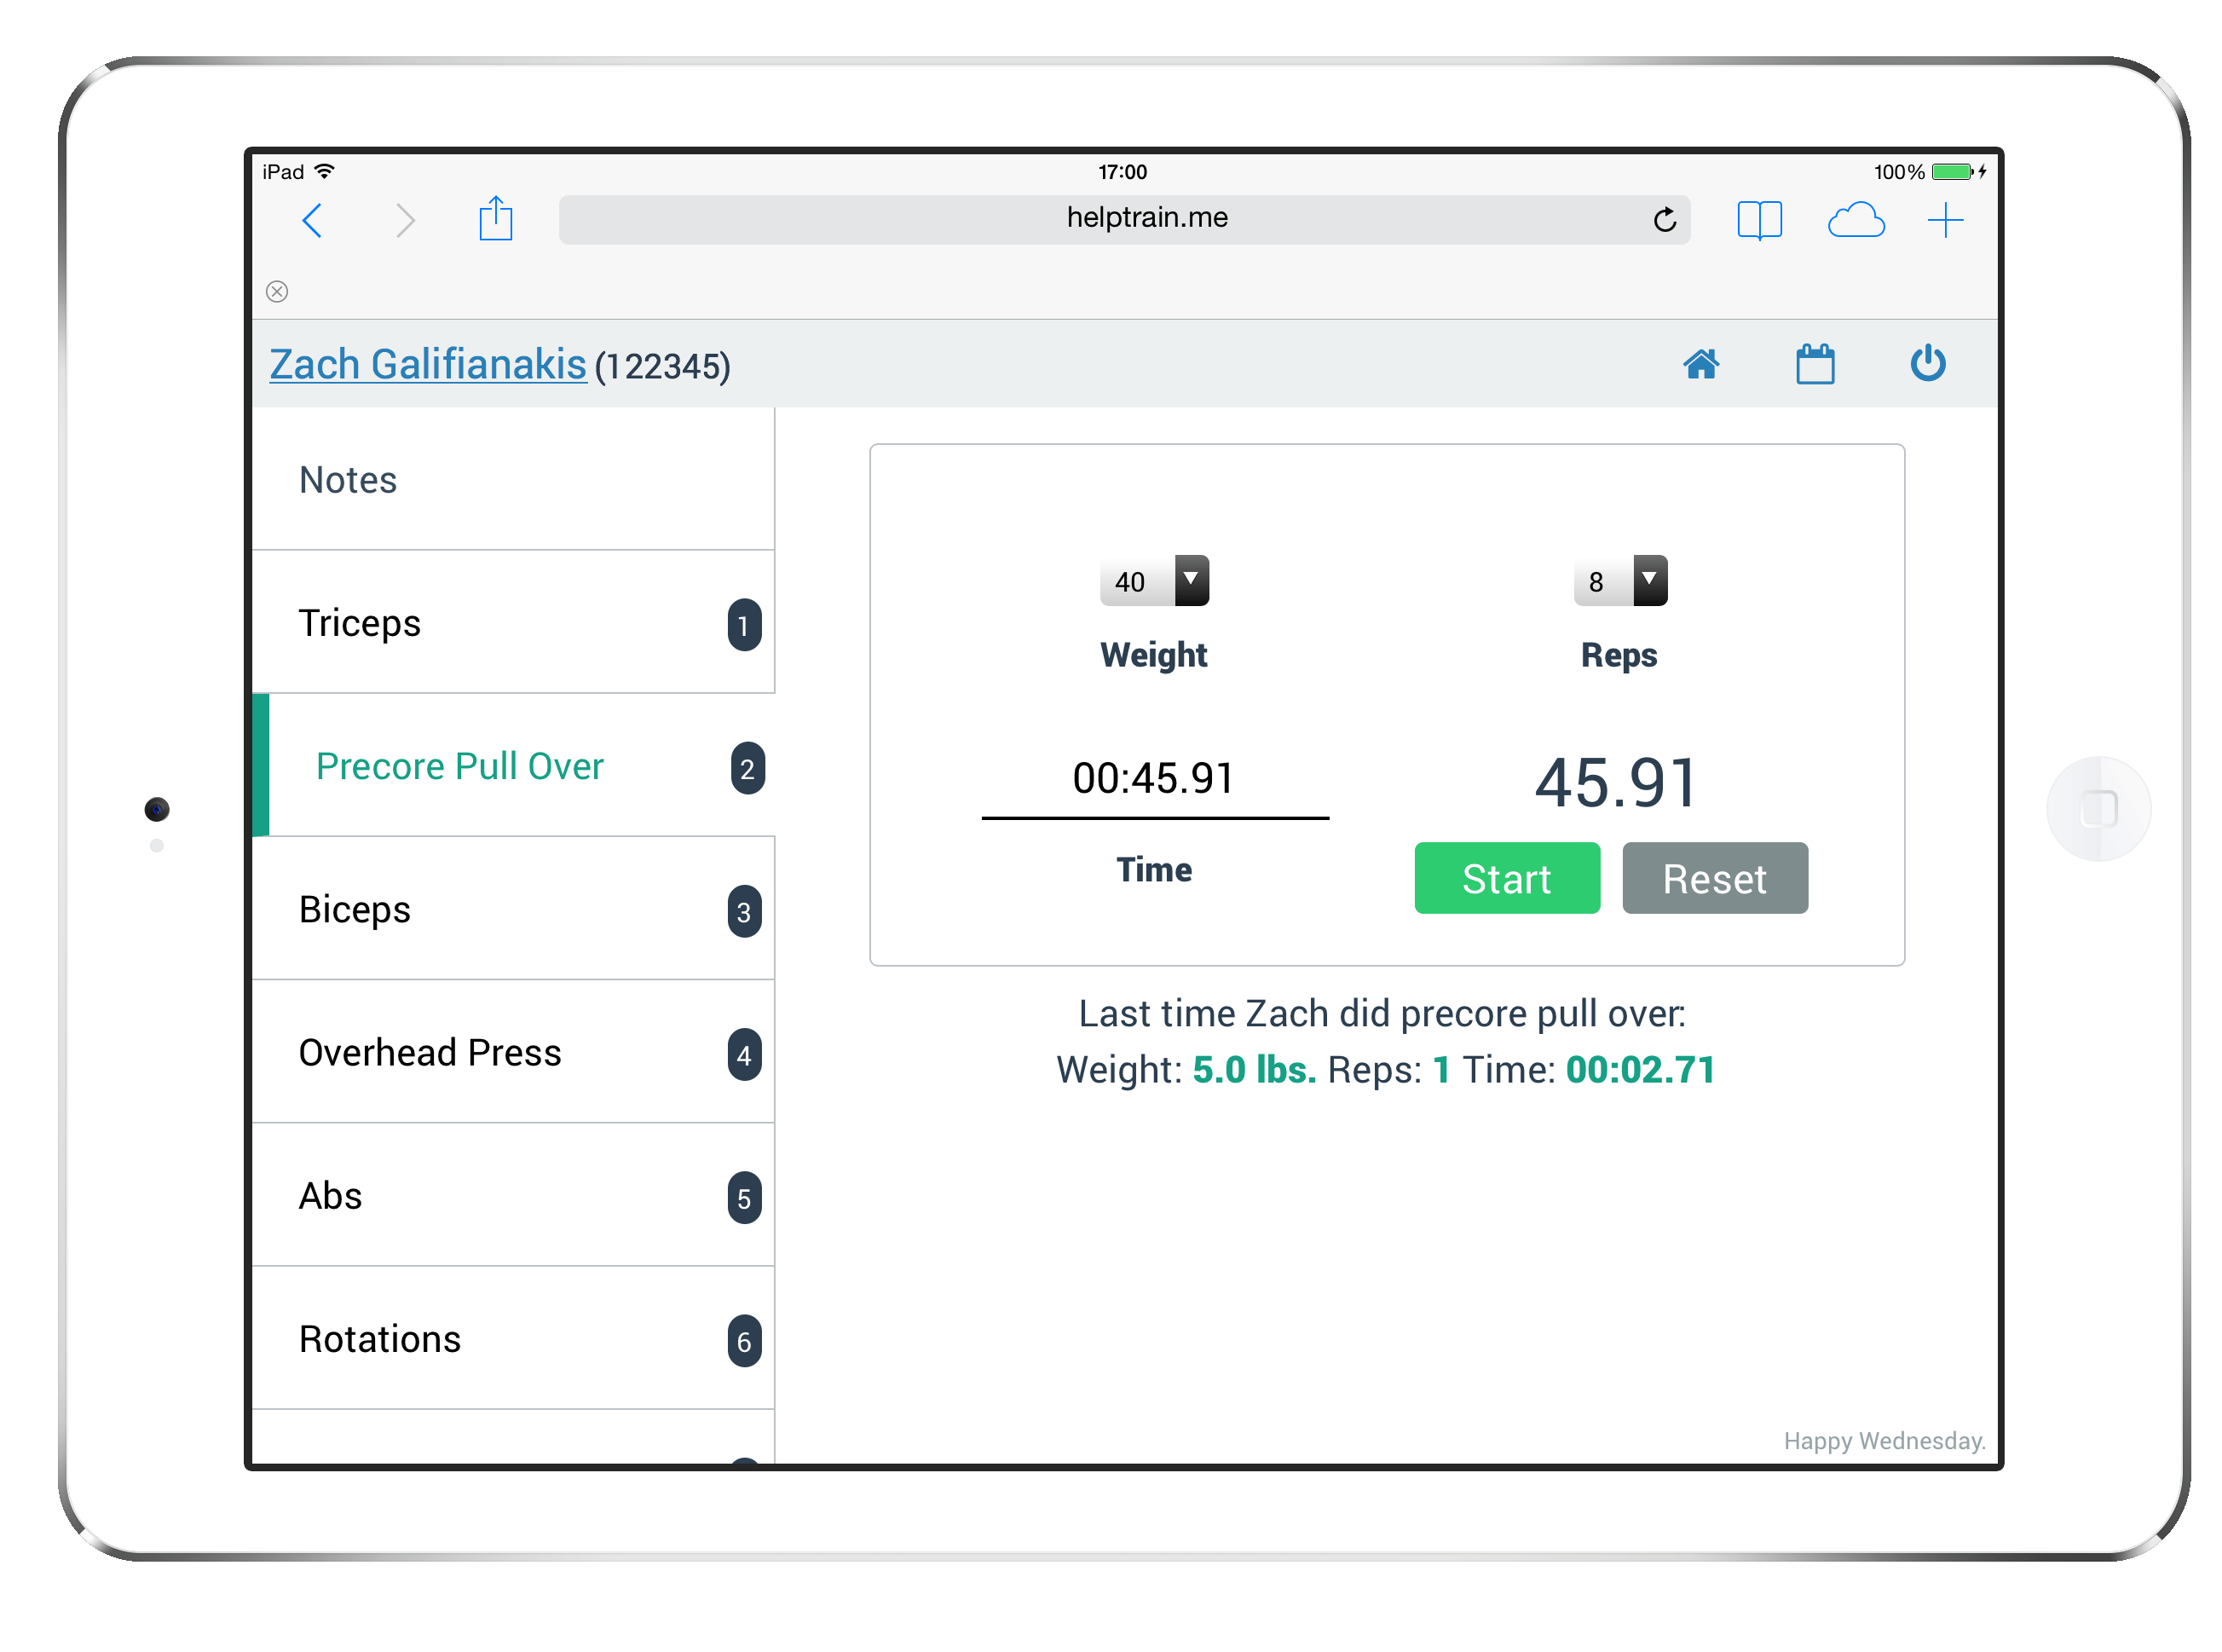 iPad 17:00 100%
helptrain.me
Zach Galifianakis (122345)
Notes
Triceps 1
Precore Pull Over 2
Biceps 3
Overhead Press 4
Abs 5
Rotations 6
40 8
Weight Reps
00:45.91 45.91
Time Start Reset
Last time Zach did precore pull over:
Weight: 5.0 lbs. Reps: 1 Time: 00:02.71
Happy Wednesday.